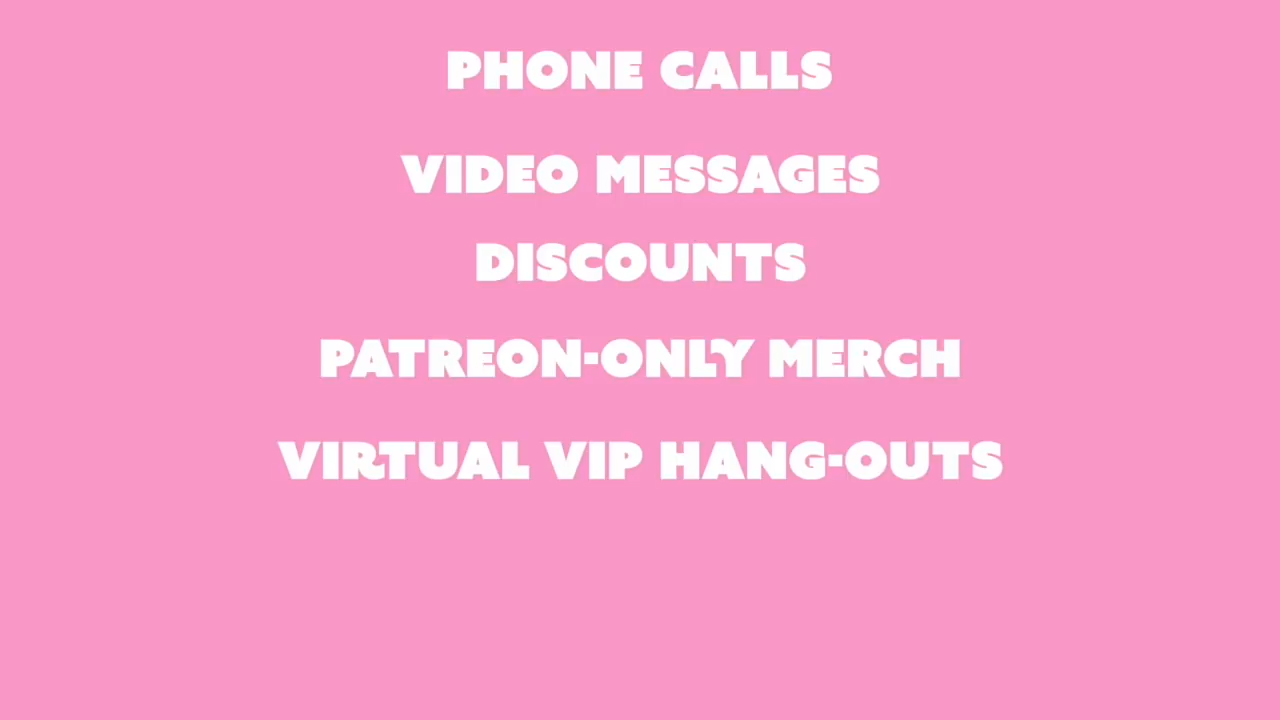 PHONE CALLS
VIDEO MESSAGES
DISCOUNTS
PATREON-ONLY MERCH
VIRTUAL VIP HANG-OUTS